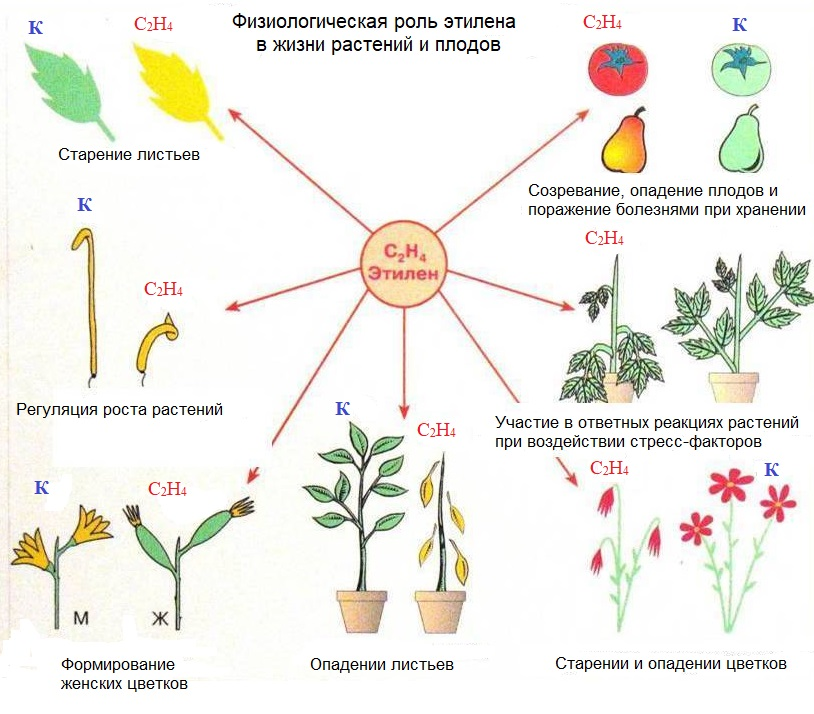 Физиологическая роль этилена
в жизни растений и плодов
К
C₂H₄
Старение листьев
C₂H₄
К
Созревание, опадение плодов и
поражение болезнями при хранении
К
C₂H₄
Регуляция роста растений
C₂H₄
Этилен
C₂H₄
Участие в ответных реакциях растений
при воздействии стресс-факторов
К
C₂H₄
М
Ж
Формирование
женских цветков
К
C₂H₄
Опадении листьев
C₂H₄
К
Старении и опадении цветков